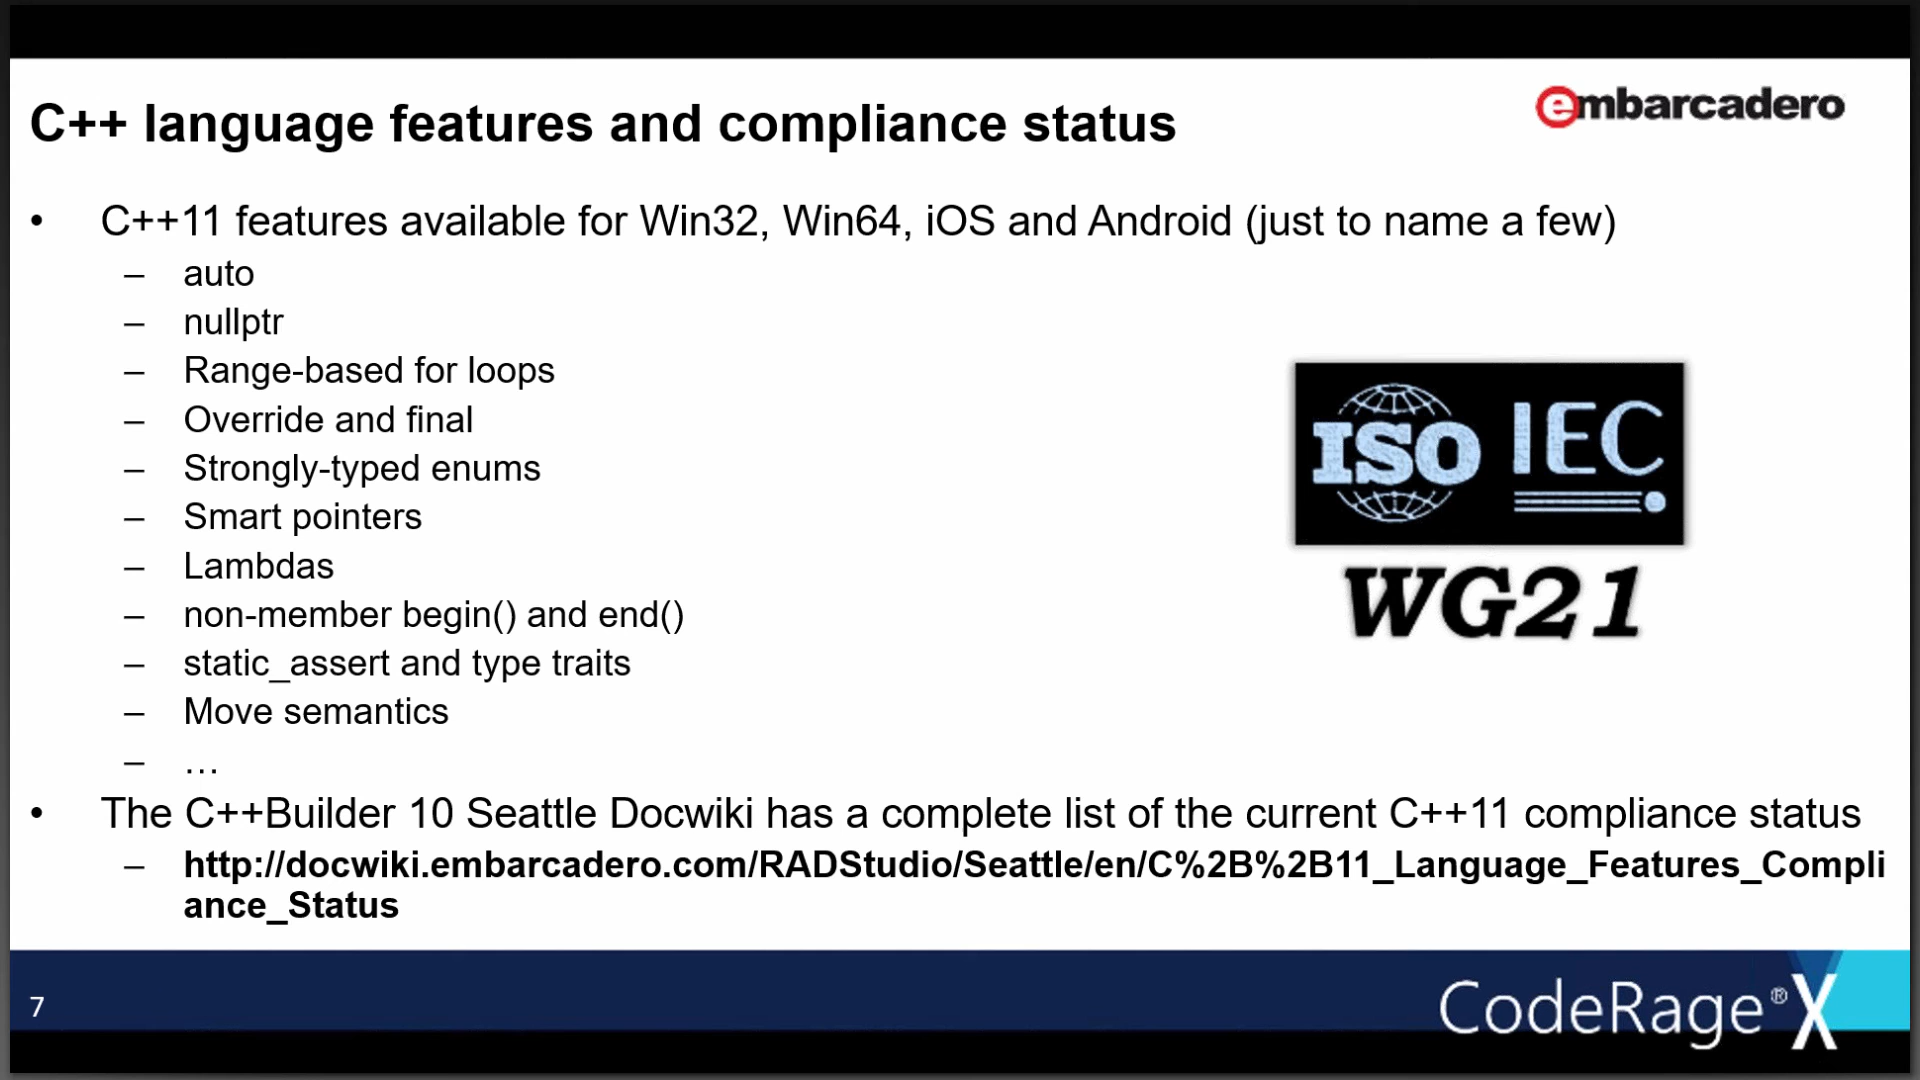 C++ language features and compliance status
embarcadero
• C++11 features available for Win32, Win64, iOS and Android (just to name a few)
– auto
– nullptr
– Range-based for loops
– Override and final
– Strongly-typed enums
– Smart pointers
– Lambdas
– non-member begin() and end()
– static_assert and type traits
– Move semantics
– …
ISO IEC
WG21
• The C++Builder 10 Seattle Docwiki has a complete list of the current C++11 compliance status
– http://docwiki.embarcadero.com/RADStudio/Seattle/en/C%2B%2B11_Language_Features_Compli
ance_Status
7
CodeRage® X